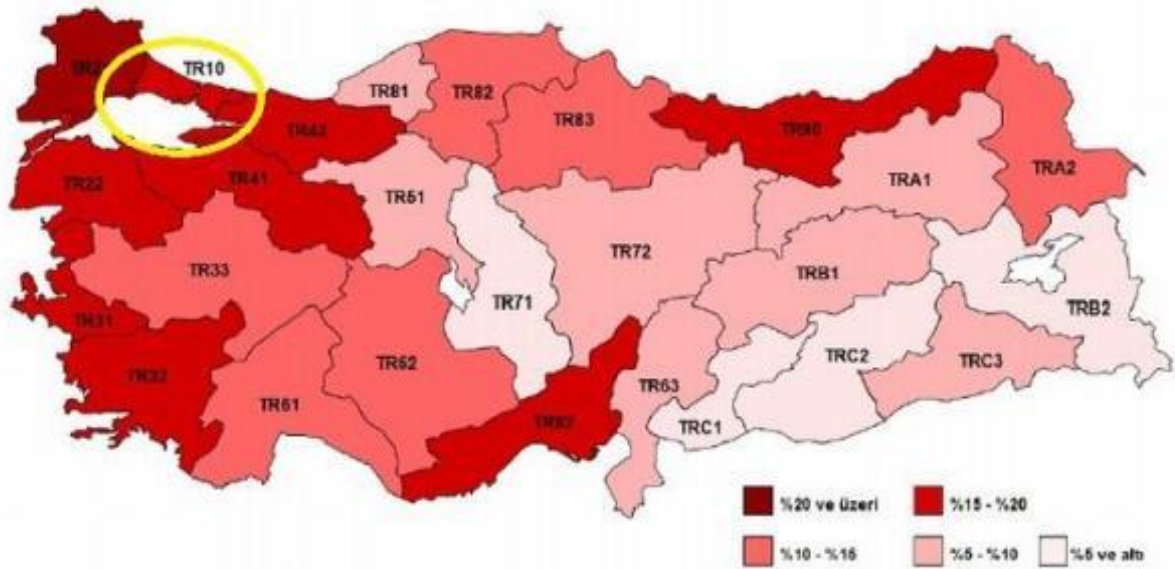 TR10
TR81
TR82
TR83
TR90
TR42
TRA1
TRA2
TR22
TR41
TR51
TR72
TRB1
TR33
TR71
TRB2
TR31
TRC2
TR32
TR52
TR63
TRC3
TR61
TR62
TRC1
%20 ve üzeri
%15 - %20
%10 - %15
%5 - %10
%5 ve altı